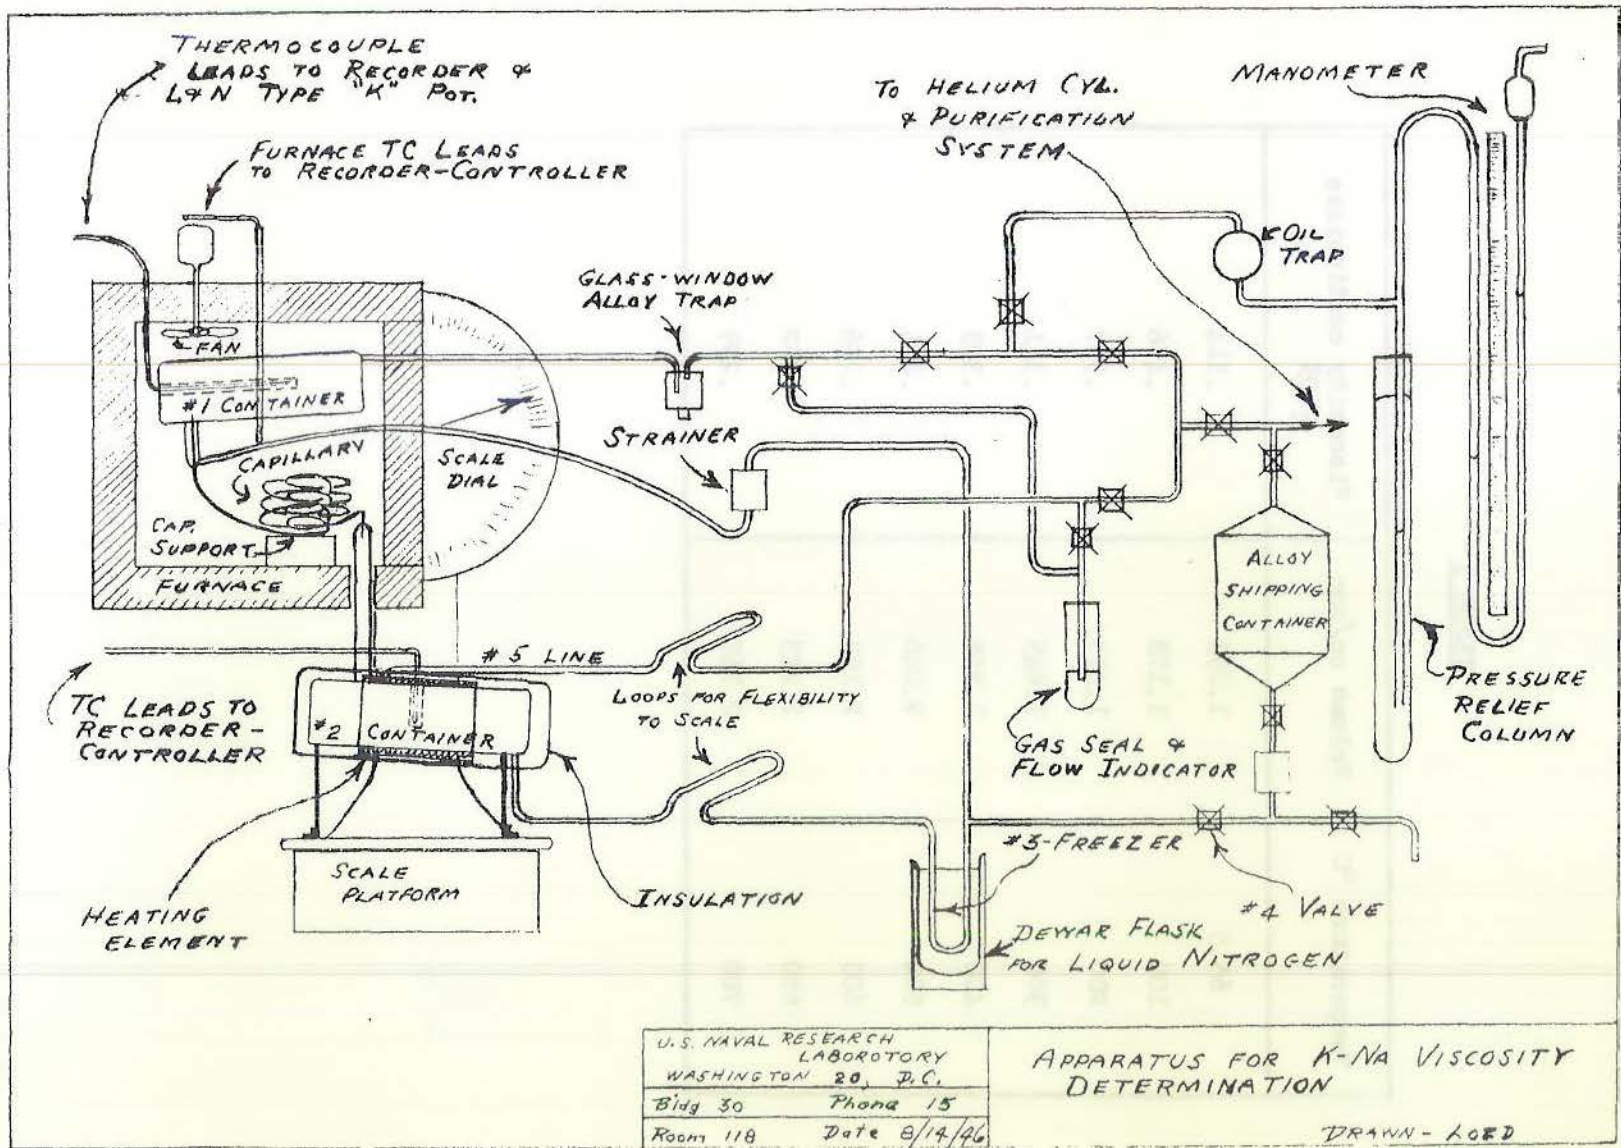 THERMOCOUPLE
LEADS TO RECORDER &
L&N TYPE "K" POT.
FURNACE TC LEADS
TO RECORDER-CONTROLLER
TO HELIUM CYL.
& PURIFICATION
SYSTEM
MANOMETER
OIL
TRAP
GLASS-WINDOW
ALLOY TRAP
FAN
#1 CONTAINER
STRAINER
CAPILLARY
SCALE
DIAL
CAP.
SUPPORT
FURNACE
ALLOY
SHIPPING
CONTAINER
#5 LINE
LOOPS FOR FLEXIBILITY
TO SCALE
TC LEADS TO
RECORDER-
CONTROLLER
#2 CONTAINER
GAS SEAL &
FLOW INDICATOR
PRESSURE
RELIEF
COLUMN
#3-FREEZER
SCALE
PLATFORM
INSULATION
#4 VALVE
HEATING
ELEMENT
DEWAR FLASK
FOR LIQUID NITROGEN
U.S. NAVAL RESEARCH
LABOROTORY
WASHINGTON 20, D.C.
Bldg 30 Phone 15
Room 118 Date 8/14/46
APPARATUS FOR K-Na VISCOSITY
DETERMINATION
DRAWN-